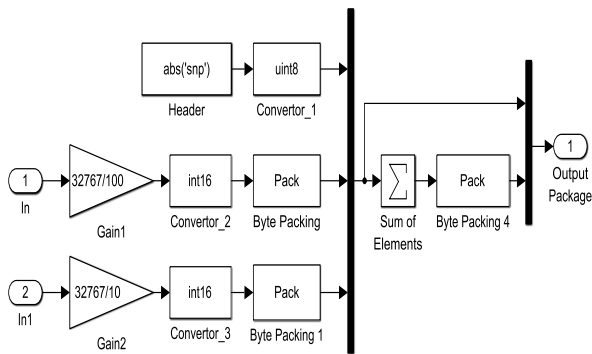 abs('snp')
Header
uint8
Convertor_1
1
In
32767/100
Gain1
int16
Convertor_2
Pack
Byte Packing
Sum of
Elements
Pack
Byte Packing 4
1
Output
Package
2
In1
32767/10
Gain2
int16
Convertor_3
Pack
Byte Packing 1